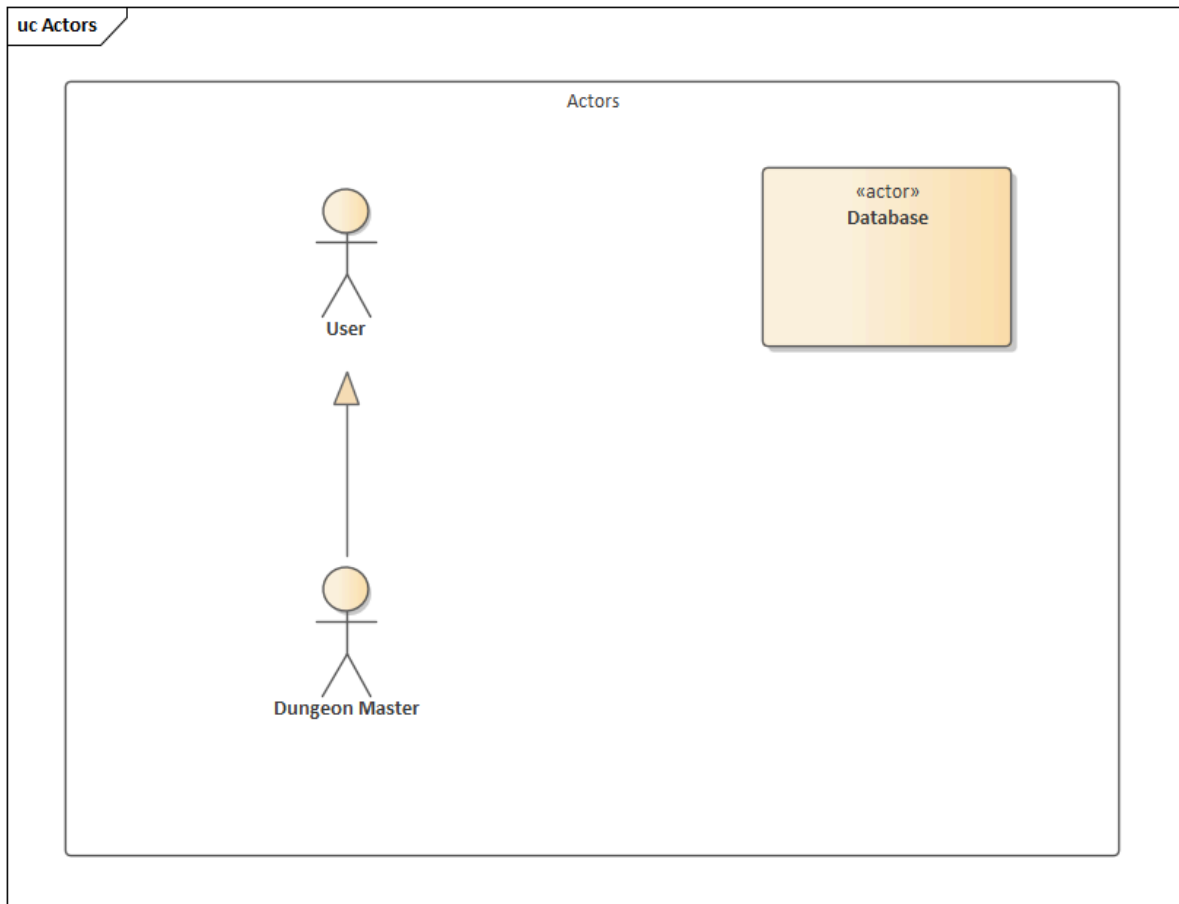 uc Actors
Actors
«actor»
Database
User
Dungeon Master